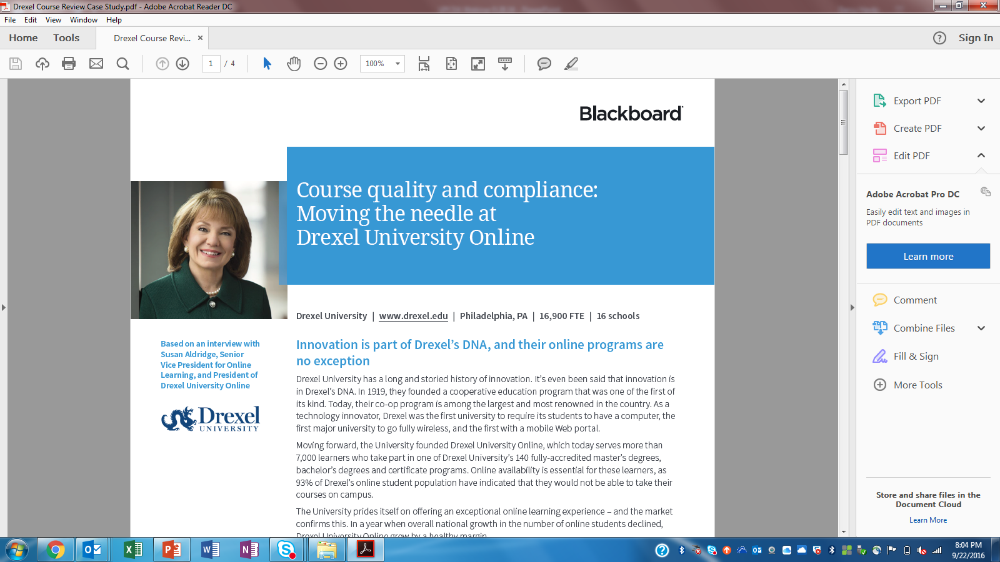 Drexel Course Review Case Study.pdf - Adobe Acrobat Reader DC
File Edit View Window Help
Home Tools Drexel Course Revi... × Sign In
1 / 4 100%
Blackboard
Course quality and compliance:
Moving the needle at
Drexel University Online
Drexel University | www.drexel.edu | Philadelphia, PA | 16,900 FTE | 16 schools
Based on an interview with
Susan Aldridge, Senior
Vice President for Online
Learning, and President of
Drexel University Online
Drexel
UNIVERSITY
Innovation is part of Drexel’s DNA, and their online programs are
no exception
Drexel University has a long and storied history of innovation. It’s even been said that innovation is
in Drexel’s DNA. In 1919, they founded a cooperative education program that was one of the first of
its kind. Today, their co-op program is among the largest and most renowned in the country. As a
technology innovator, Drexel was the first university to require its students to have a computer, the
first major university to go fully wireless, and the first with a mobile Web portal.
Moving forward, the University founded Drexel University Online, which today serves more than
7,000 learners who take part in one of Drexel University’s 140 fully-accredited master’s degrees,
bachelor’s degrees and certificate programs. Online availability is essential for these learners, as
93% of Drexel’s online student population have indicated that they would not be able to take their
courses on campus.
The University prides itself on offering an exceptional online learning experience – and the market
confirms this. In a year when overall national growth in the number of online students declined,
Drexel University Online grow by a healthy margin.
Export PDF
Create PDF
Edit PDF
Adobe Acrobat Pro DC
Easily edit text and images in
PDF documents
Learn more
Comment
Combine Files
Fill & Sign
More Tools
Store and share files in the
Document Cloud
Learn More
8:04 PM
9/22/2016